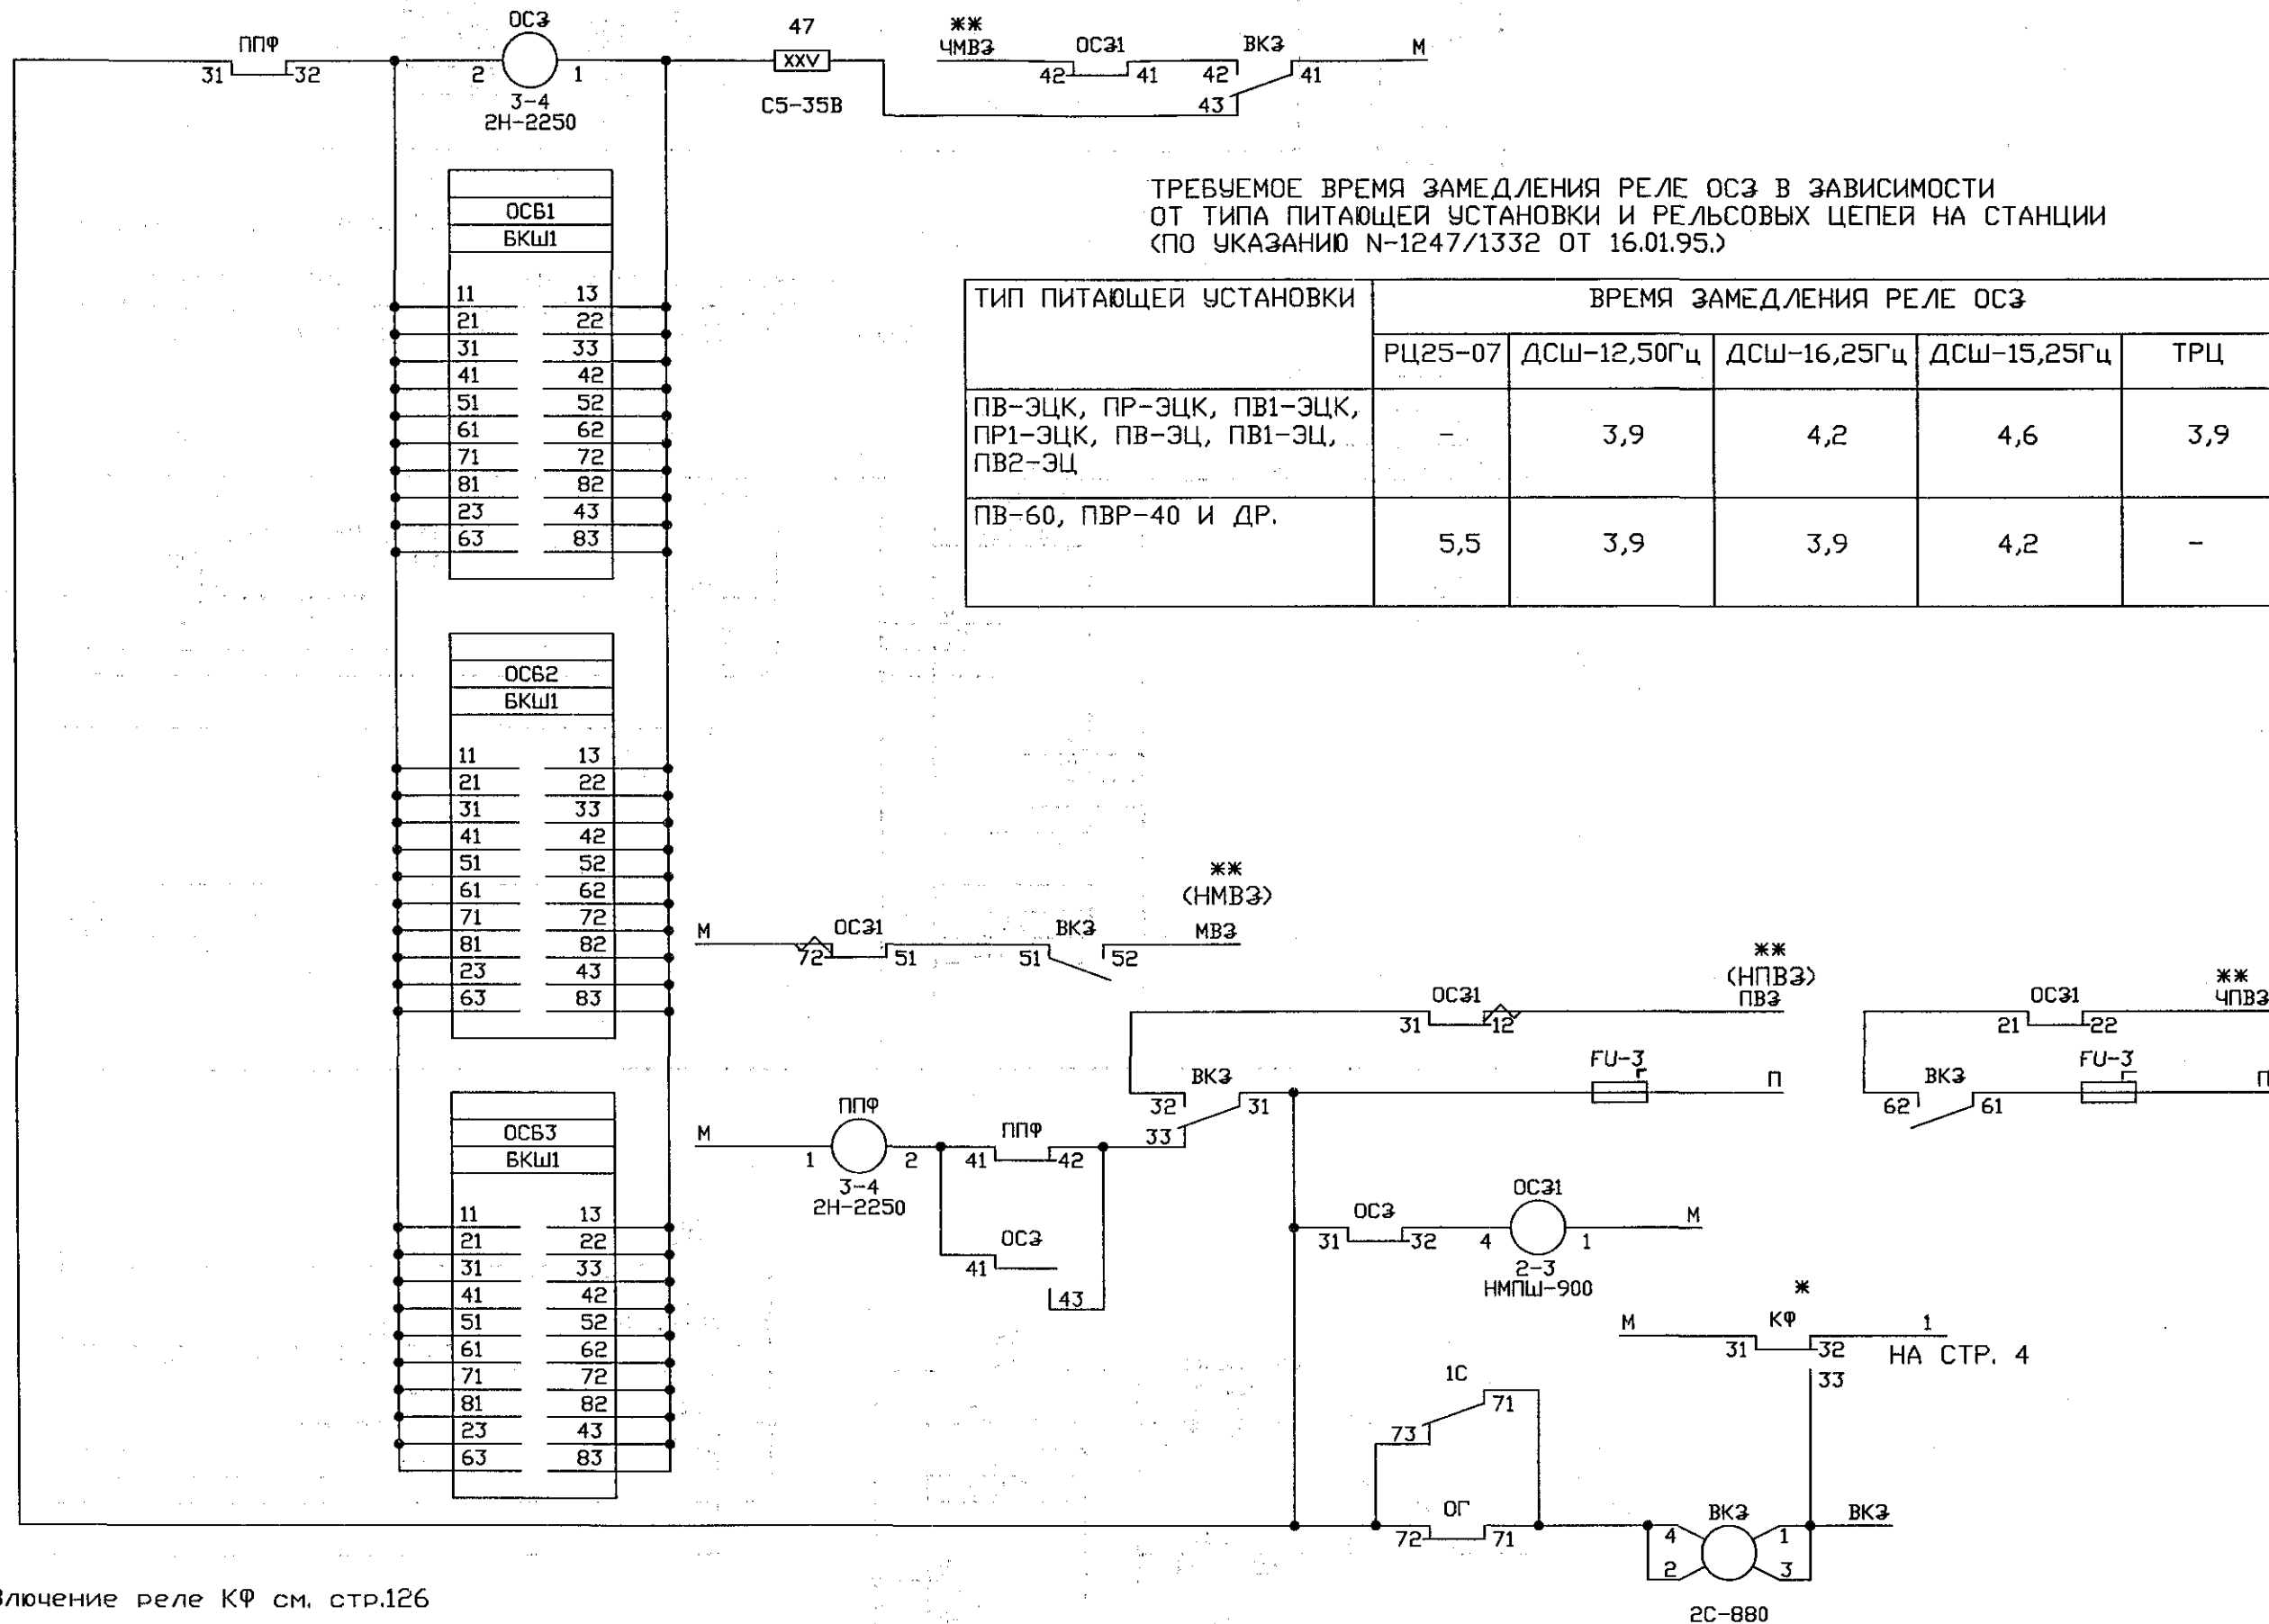 ОСЗ
47
**
ППФ
ЧМВЗ ОСЗ1 ВКЗ М
31 32 2 1 XXV 42 41 42 41
3-4 С5-35В 43
2Н-2250
ОСБ1
БКШ1
11 13
21 22
31 33
41 42
51 52
61 62
71 72
81 82
23 43
63 83
ТРЕБУЕМОЕ ВРЕМЯ ЗАМЕДЛЕНИЯ РЕЛЕ ОСЗ В ЗАВИСИМОСТИ
ОТ ТИПА ПИТАЮЩЕЙ УСТАНОВКИ И РЕЛЬСОВЫХ ЦЕПЕЙ НА СТАНЦИИ
(ПО УКАЗАНИЮ N-1247/1332 ОТ 16.01.95.)
ТИП ПИТАЮЩЕЙ УСТАНОВКИ ВРЕМЯ ЗАМЕДЛЕНИЯ РЕЛЕ ОСЗ
РЦ25-07 ДСШ-12,50Гц ДСШ-16,25Гц ДСШ-15,25Гц ТРЦ
ПВ-ЭЦК, ПР-ЭЦК, ПВ1-ЭЦК,
ПР1-ЭЦК, ПВ-ЭЦ, ПВ1-ЭЦ, - 3,9 4,2 4,6 3,9
ПВ2-ЭЦ
ПВ-60, ПВР-40 И ДР.
5,5 3,9 3,9 4,2 -
ОСБ2
БКШ1
11 13
21 22
31 33
41 42
51 52
61 62
71 72
81 82
23 43
63 83
**
(НМВЗ)
М ОСЗ1 ВКЗ МВЗ
72 51 51 52
**
(НПВЗ)
ОСЗ1 ПВЗ
31 12
ВКЗ FU-3 П
32 31
33
**
ОСЗ1 ЧПВЗ
21 22
ВКЗ FU-3 П
62 61
ОСБ3
БКШ1
11 13
21 22
31 33
41 42
51 52
61 62
71 72
81 82
23 43
63 83
М ППФ ППФ
1 2 41 42
3-4
2Н-2250
ОСЗ
41
43
ОСЗ ОСЗ1 М
31 32 4 1
2-3
НМПШ-900
*
М КФ 1
31 32 НА СТР. 4
33
1С
71
73
ОГ ВКЗ ВКЗ
72 71 4 1
2 3
2С-880
лючение реле КФ см. стр.126